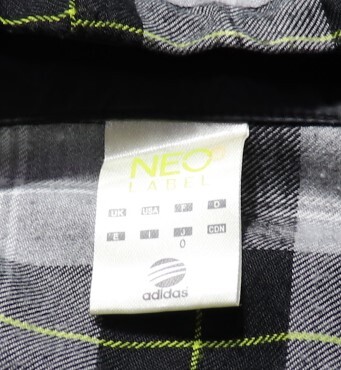 NEO
LABEL
UK USA F D
E I J CDN
0
adidas